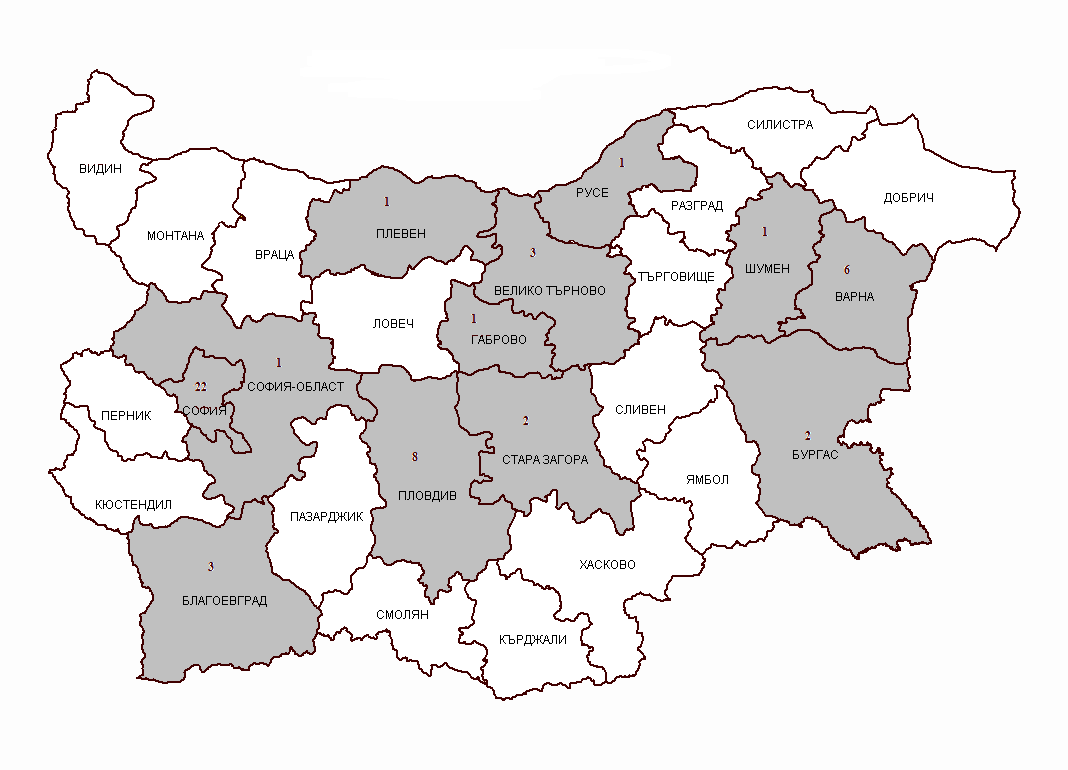 СИЛИСТРА
1
ВИДИН
РУСЕ
ДОБРИЧ
1
ПЛЕВЕН
РАЗГРАД
МОНТАНА
1
ШУМЕН
ВРАЦА
3
ВЕЛИКО ТЪРНОВО
ТЪРГОВИЩЕ
6
ВАРНА
ЛОВЕЧ
1
ГАБРОВО
1
СОФИЯ-ОБЛАСТ
22
СОФИЯ
ПЕРНИК
СЛИВЕН
2
СТАРА ЗАГОРА
2
БУРГАС
8
ПЛОВДИВ
ЯМБОЛ
КЮСТЕНДИЛ
ПАЗАРДЖИК
ХАСКОВО
3
БЛАГОЕВГРАД
СМОЛЯН
КЪРДЖАЛИ